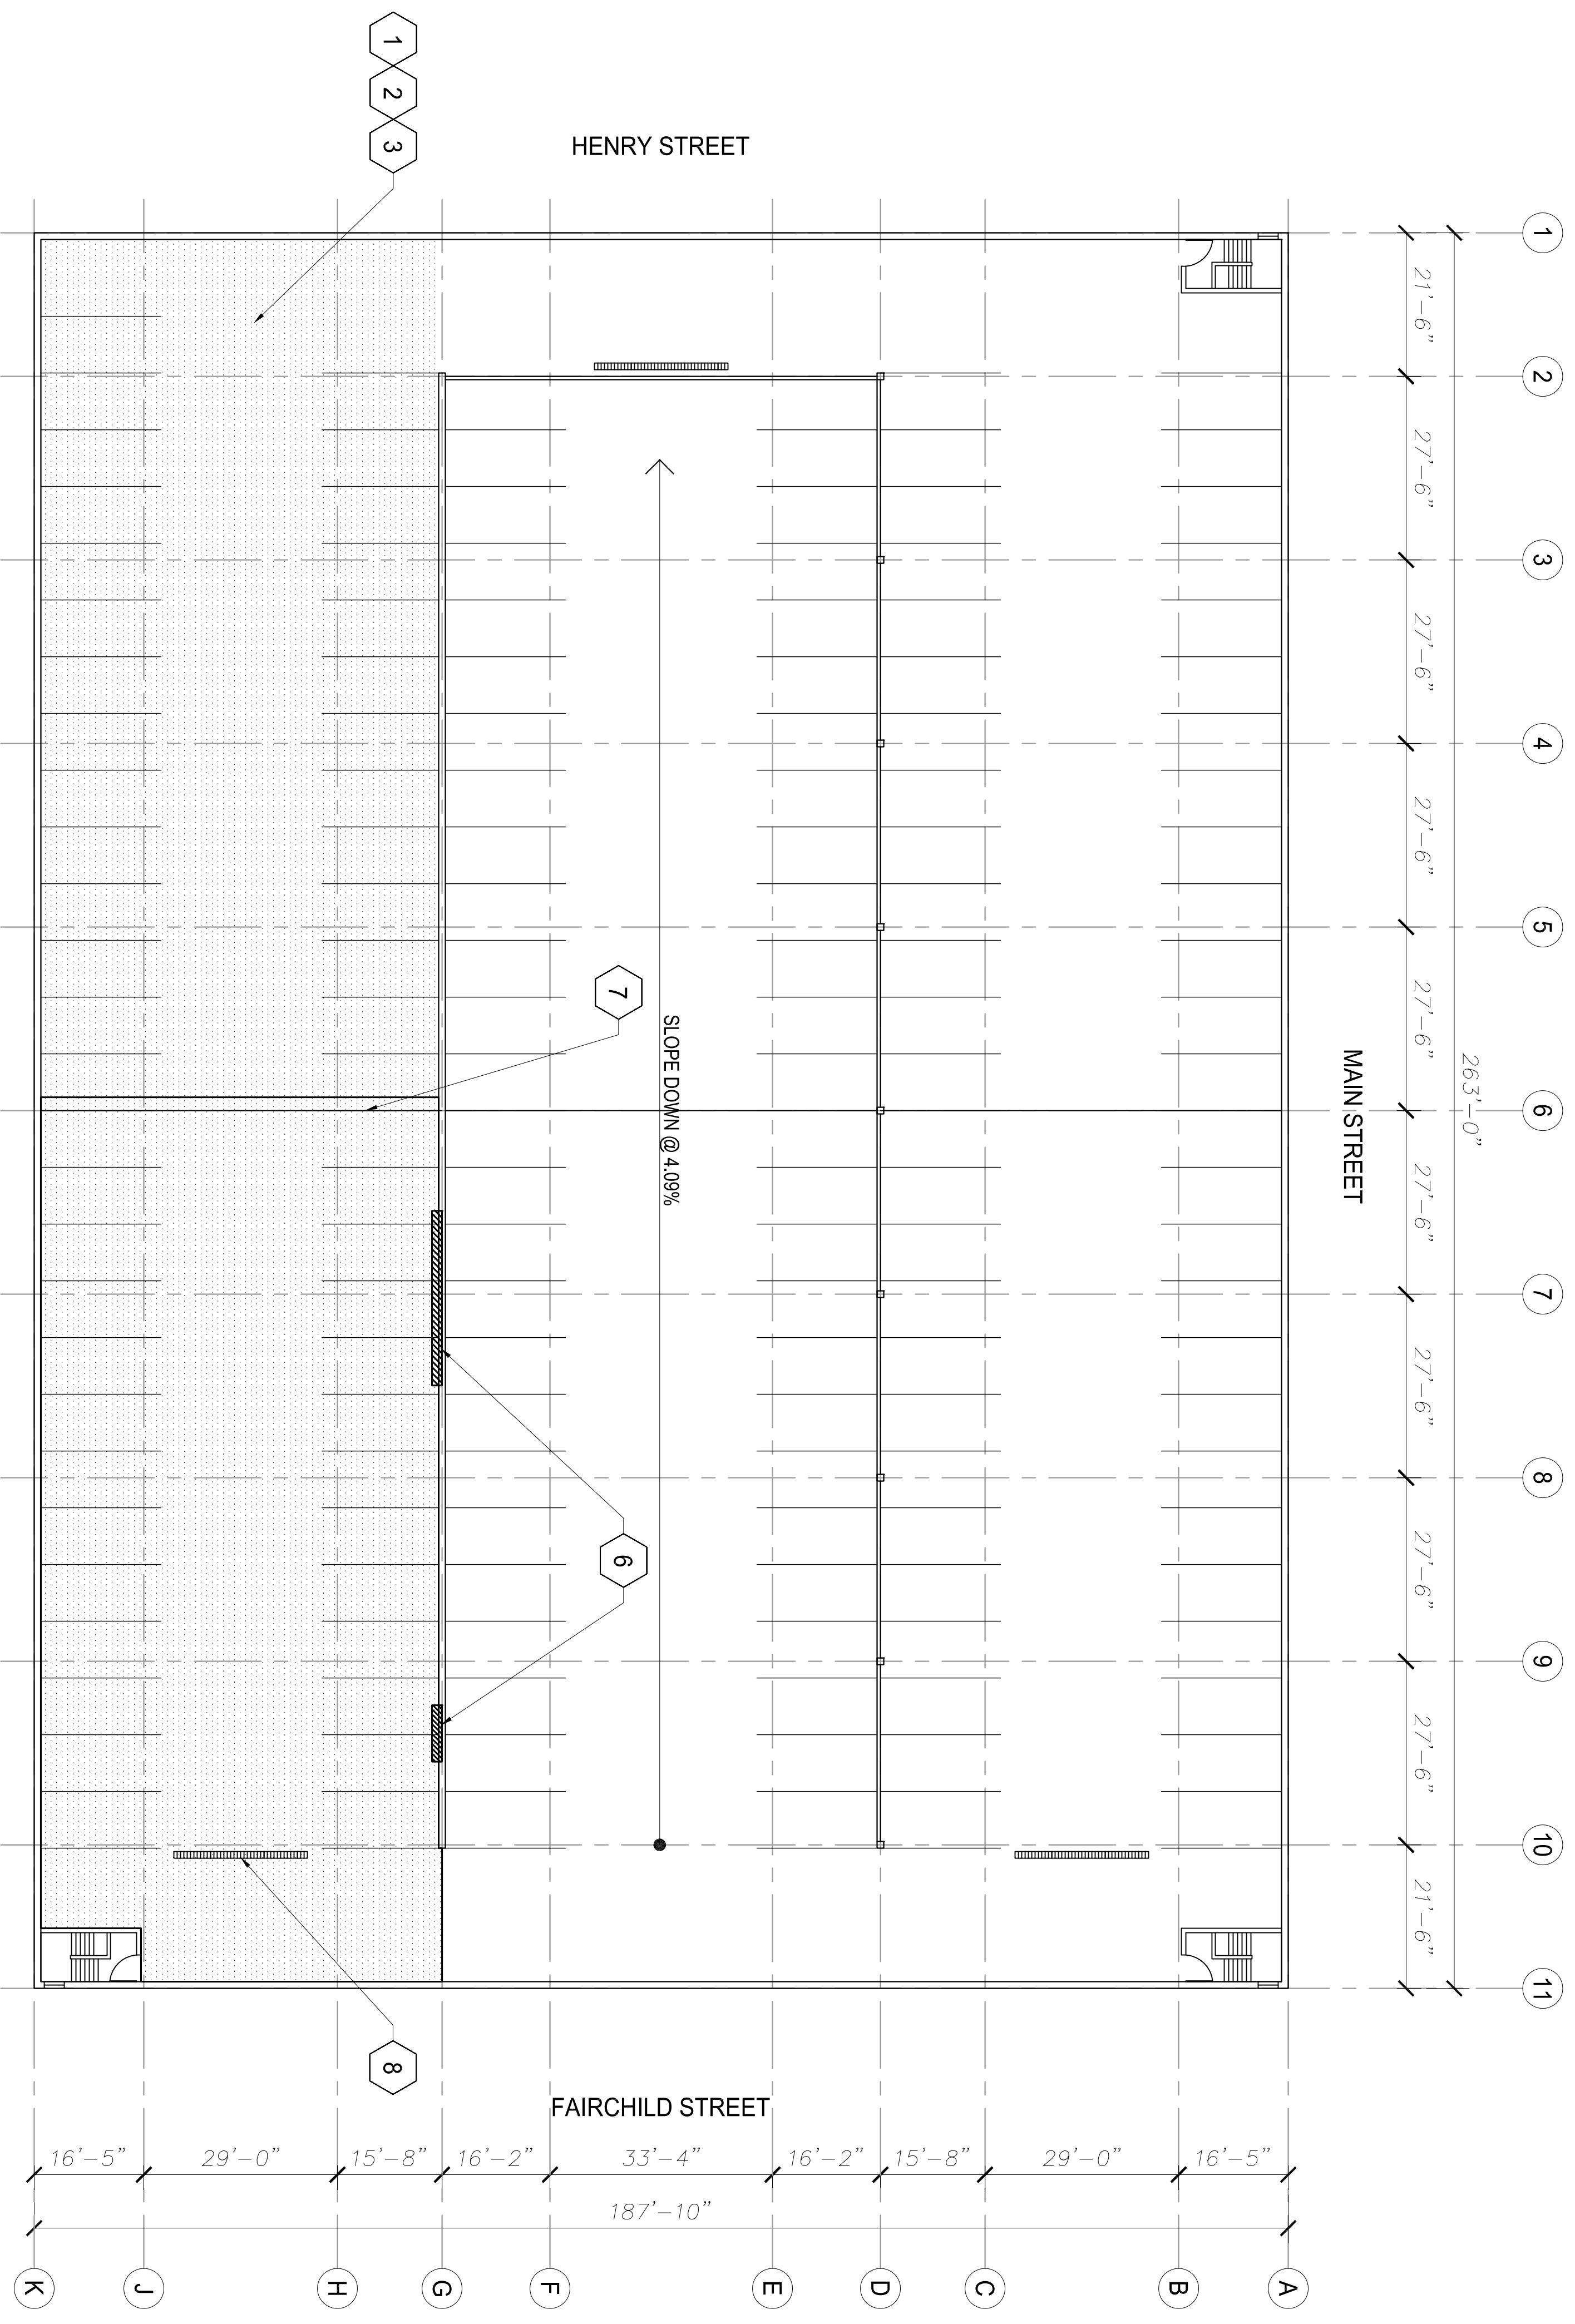 1
2
3
HENRY STREET
1
2
3
4
5
6
7
8
9
10
11
21'-6"
27'-6"
27'-6"
27'-6"
27'-6"
27'-6"
27'-6"
27'-6"
27'-6"
21'-6"
263'-0"
MAIN STREET
7
SLOPE DOWN @ 4.09%
6
8
FAIRCHILD STREET
16'-5"
29'-0"
15'-8"
16'-2"
33'-4"
16'-2"
15'-8"
29'-0"
16'-5"
187'-10"
K
J
H
G
F
E
D
C
B
A